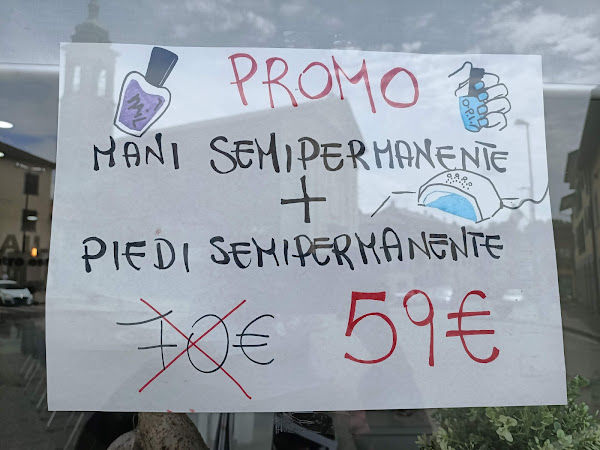 PROMO
MANI SEMIPERMANENTE
+
PIEDI SEMIPERMANENTE
70€ 59€